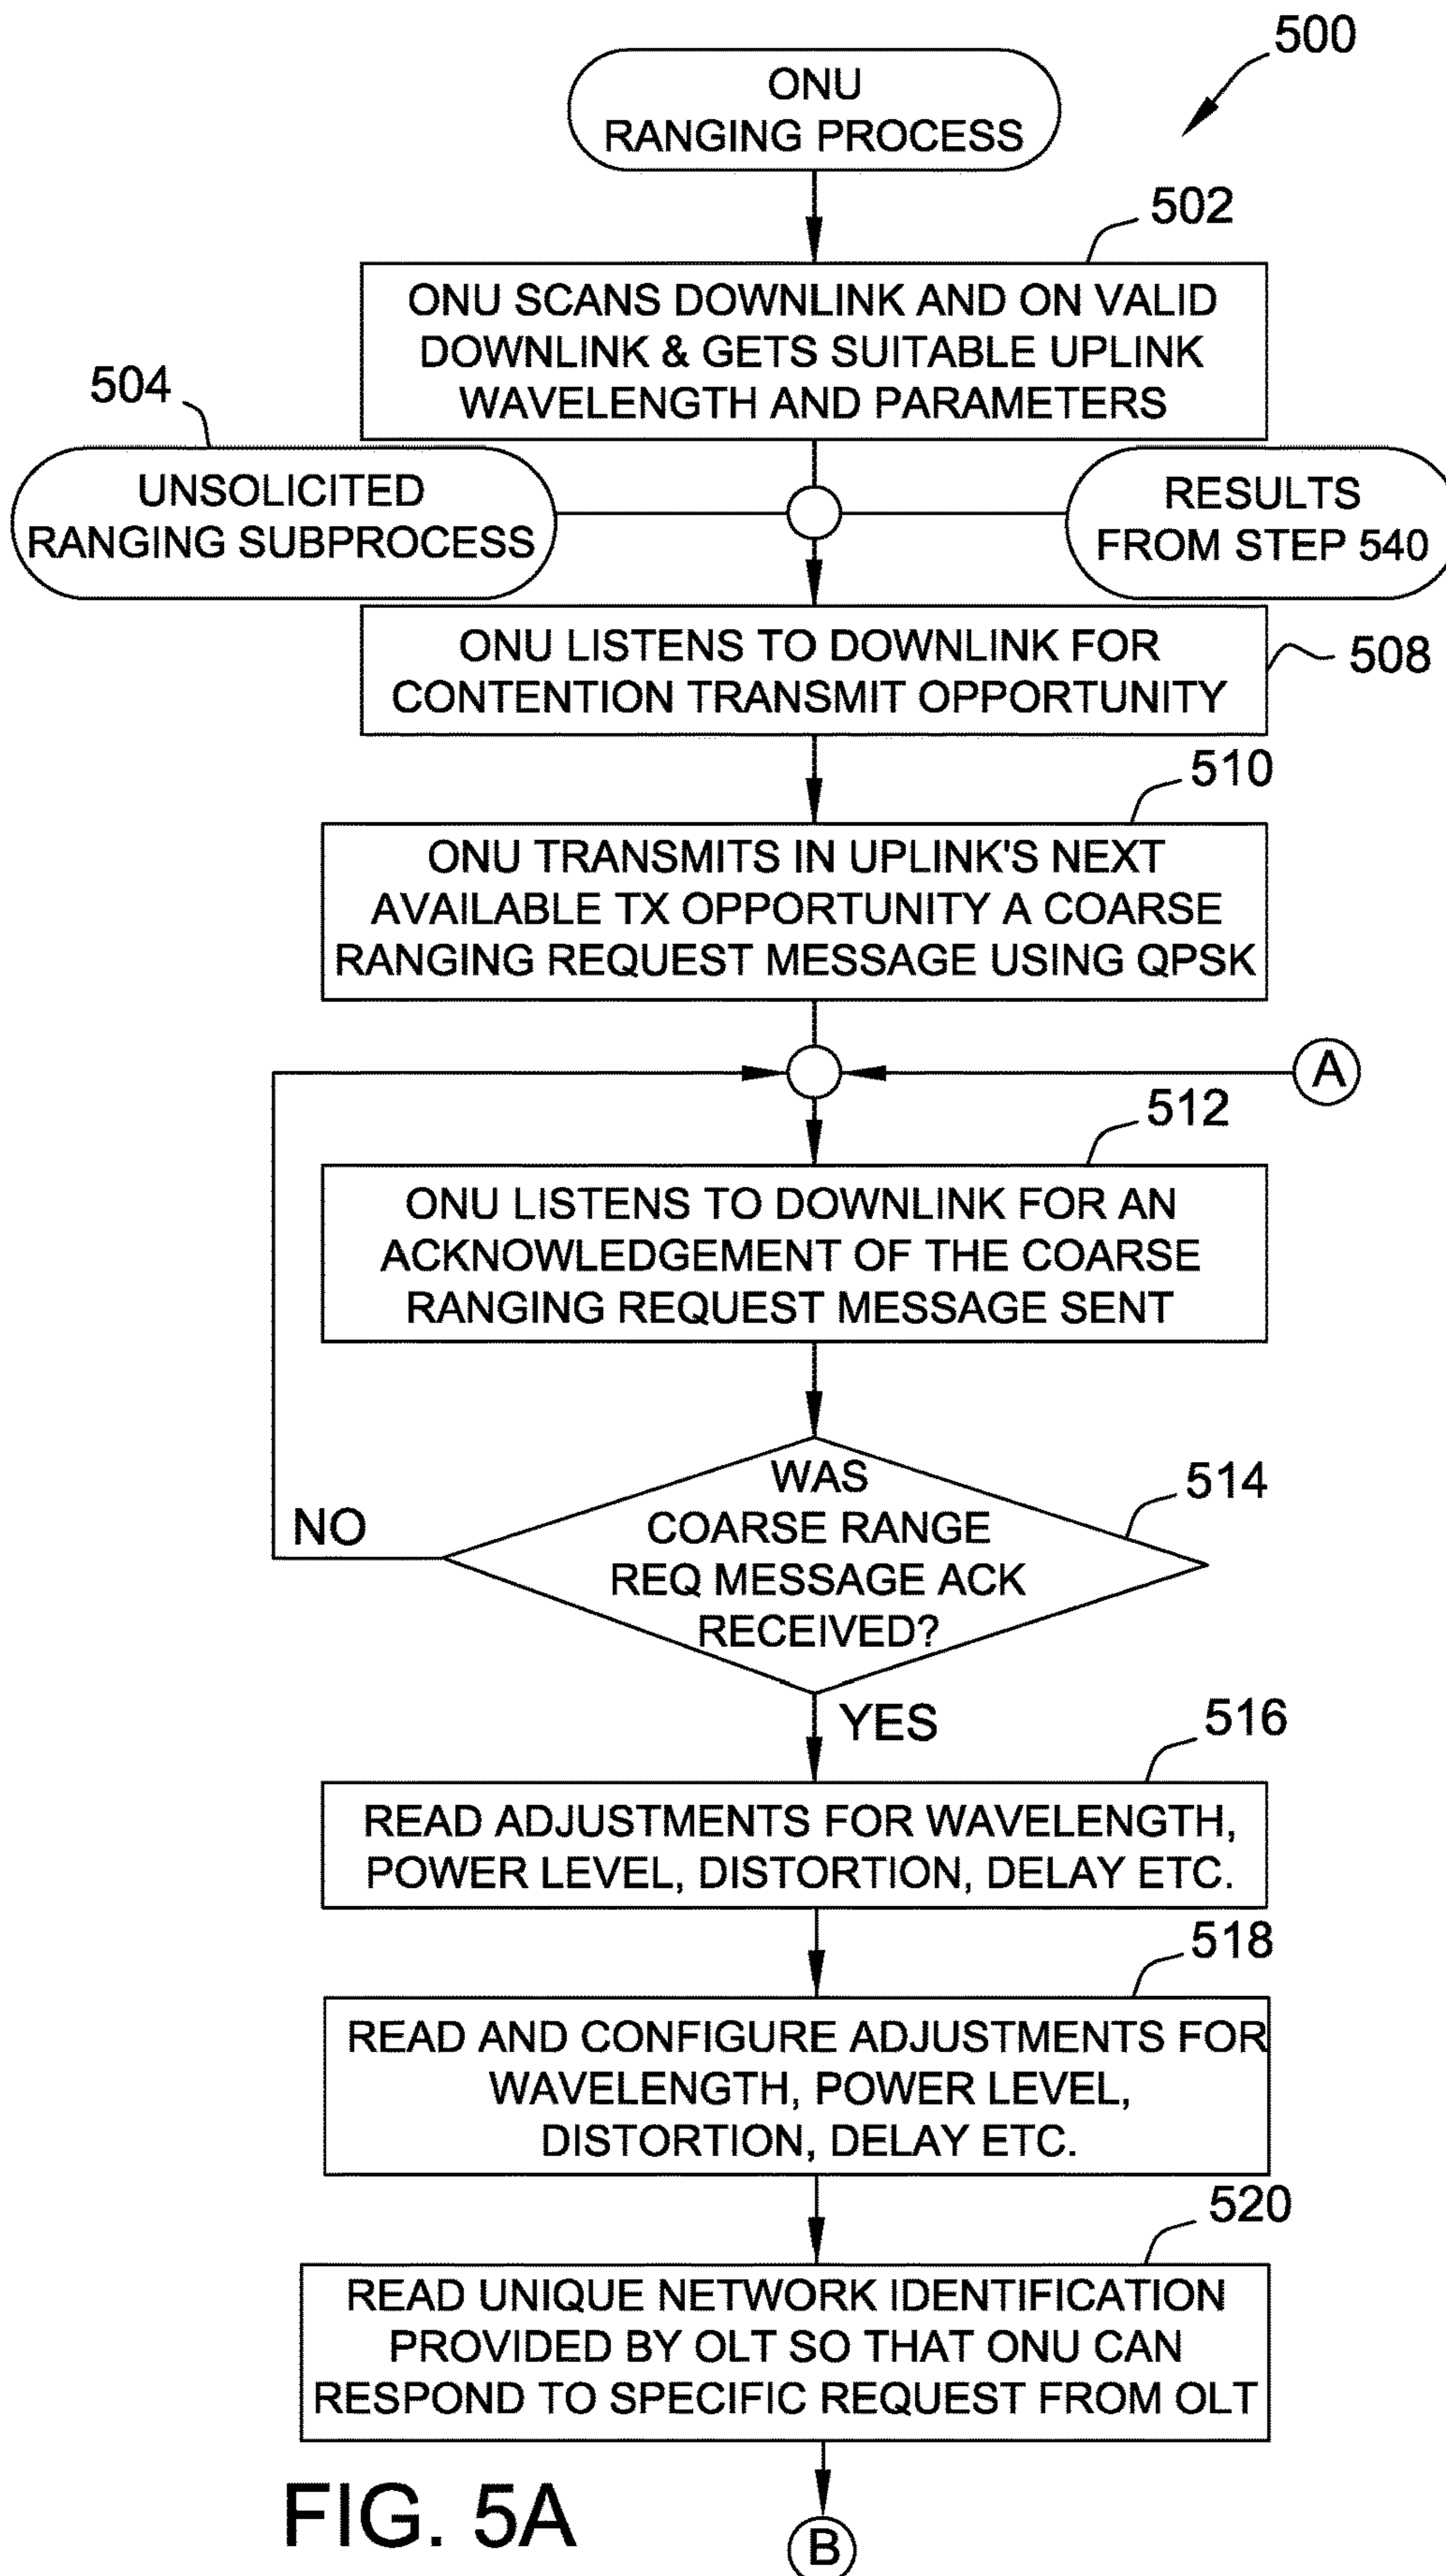 500
ONU
RANGING PROCESS
502
ONU SCANS DOWNLINK AND ON VALID
DOWNLINK & GETS SUITABLE UPLINK
WAVELENGTH AND PARAMETERS
504
UNSOLICITED
RANGING SUBPROCESS
RESULTS
FROM STEP 540
ONU LISTENS TO DOWNLINK FOR
CONTENTION TRANSMIT OPPORTUNITY
508
510
ONU TRANSMITS IN UPLINK'S NEXT
AVAILABLE TX OPPORTUNITY A COARSE
RANGING REQUEST MESSAGE USING QPSK
A
512
ONU LISTENS TO DOWNLINK FOR AN
ACKNOWLEDGEMENT OF THE COARSE
RANGING REQUEST MESSAGE SENT
514
WAS
COARSE RANGE
REQ MESSAGE ACK
RECEIVED?
NO
YES
516
READ ADJUSTMENTS FOR WAVELENGTH,
POWER LEVEL, DISTORTION, DELAY ETC.
518
READ AND CONFIGURE ADJUSTMENTS FOR
WAVELENGTH, POWER LEVEL,
DISTORTION, DELAY ETC.
520
READ UNIQUE NETWORK IDENTIFICATION
PROVIDED BY OLT SO THAT ONU CAN
RESPOND TO SPECIFIC REQUEST FROM OLT
FIG. 5A
B